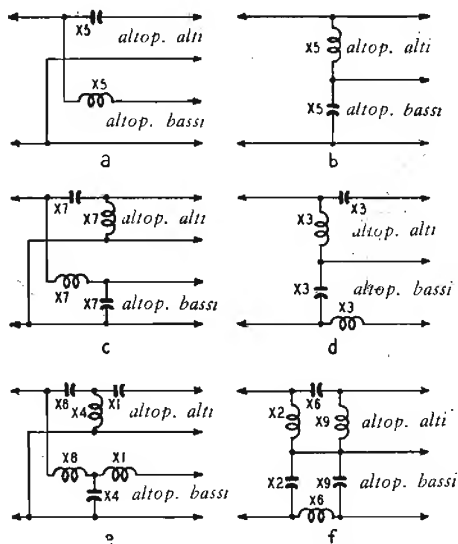 X5 altop. alti
X5
altop. bassi
a
X5 altop. alti
X5 altop. bassi
b
X7
X7 altop. alti
X7
X7 altop. bassi
c
X3
X3 altop. alti
X3 altop. bassi
X3
d
X8 X1
X4 altop. alti
X8 X1
X4 altop. bassi
e
X6
X2 X9 altop. alti
X2 X9 altop. bassi
X6
f